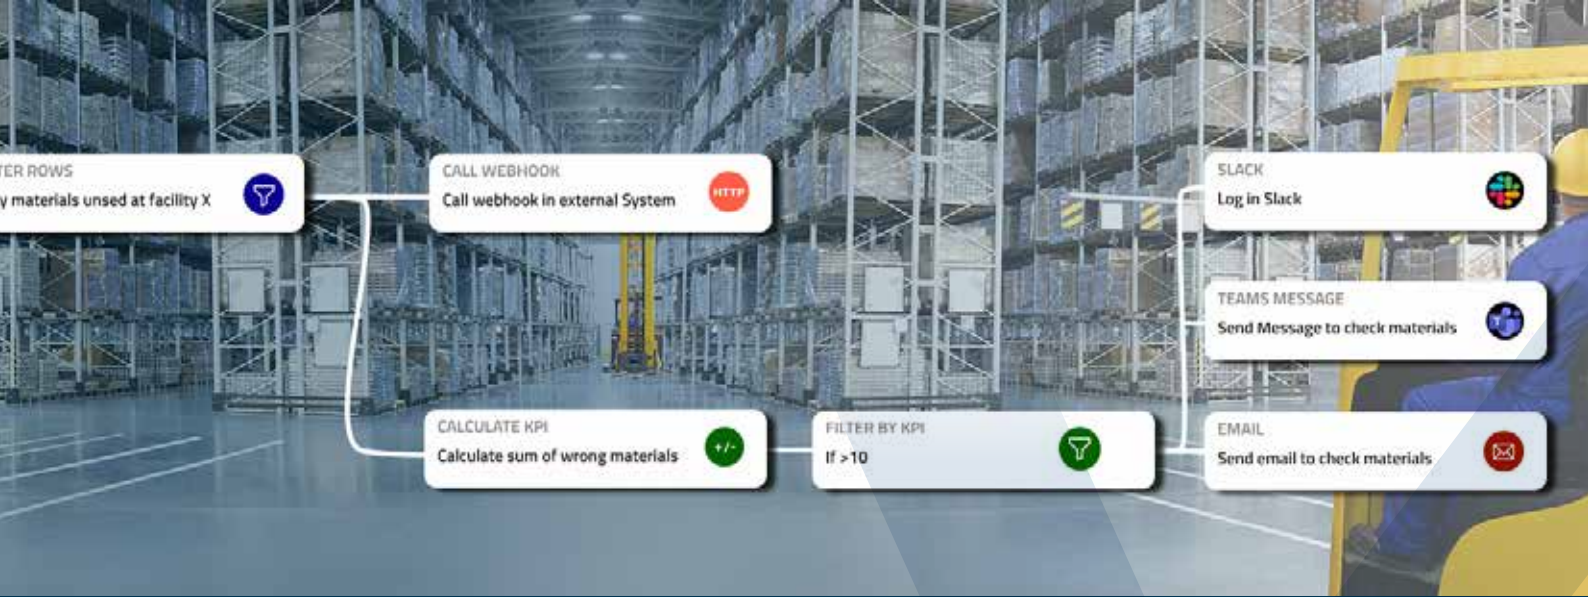 TER ROWS
y materials unsed at facility X
CALL WEBHOOK
Call webhook in external System
HTTP
CALCULATE KPI
Calculate sum of wrong materials
+/-
FILTER BY KPI
If >10
SLACK
Log in Slack
TEAMS MESSAGE
Send Message to check materials
EMAIL
Send email to check materials